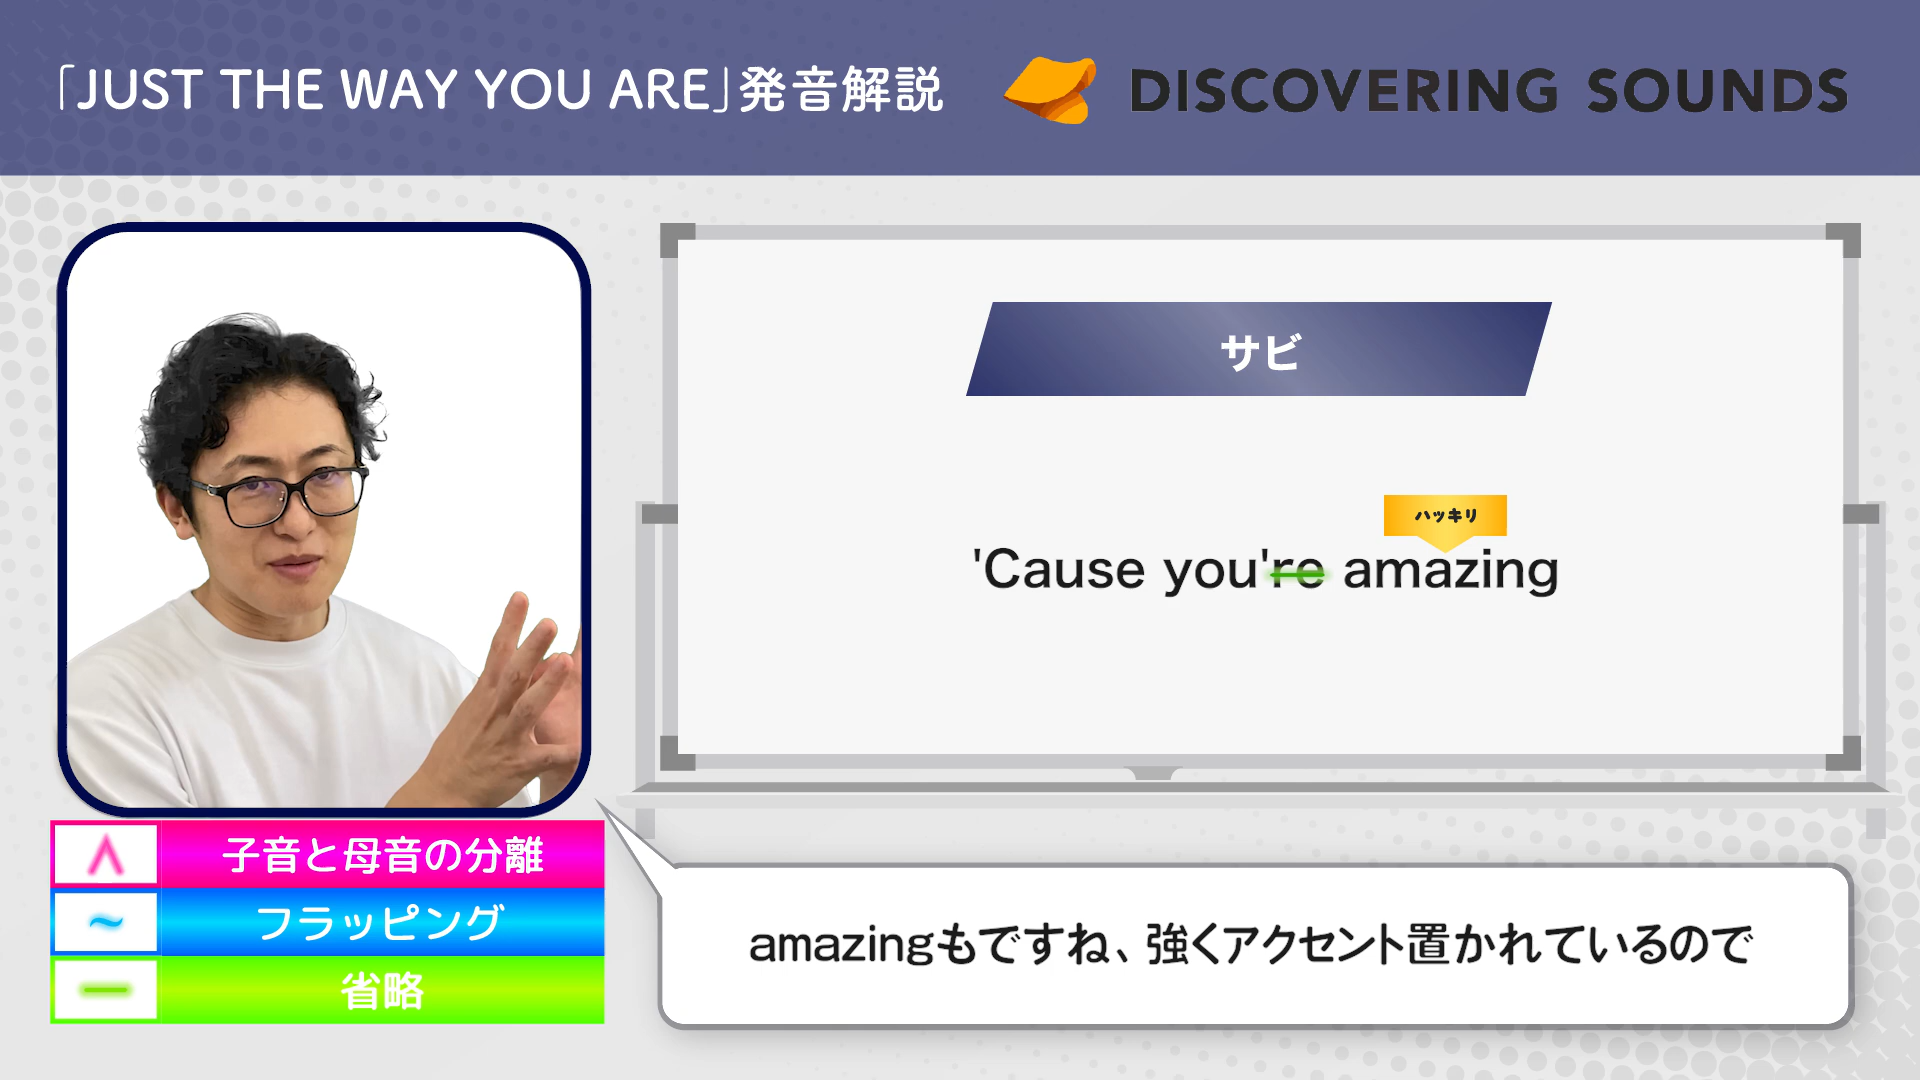 「JUST THE WAY YOU ARE」発音解説
DISCOVERING SOUNDS
サビ
ハッキリ
'Cause you're amazing
∧ 子音と母音の分離
~ フラッピング
― 省略
amazingもですね、強くアクセント置かれているので